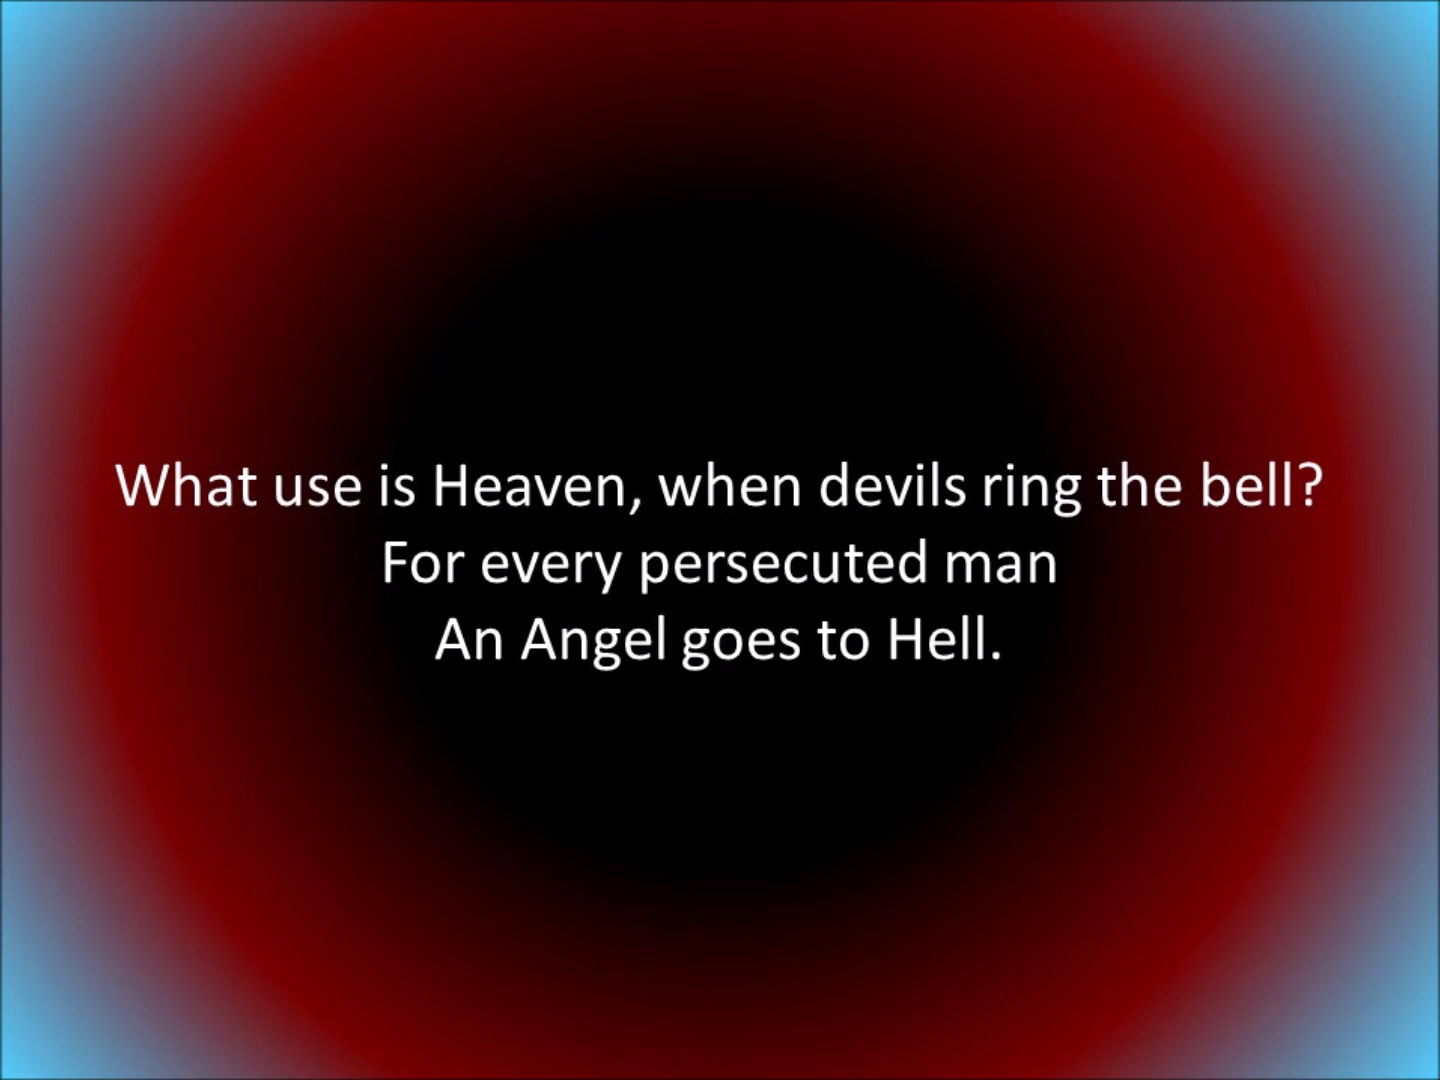 What use is Heaven, when devils ring the bell?
For every persecuted man
An Angel goes to Hell.